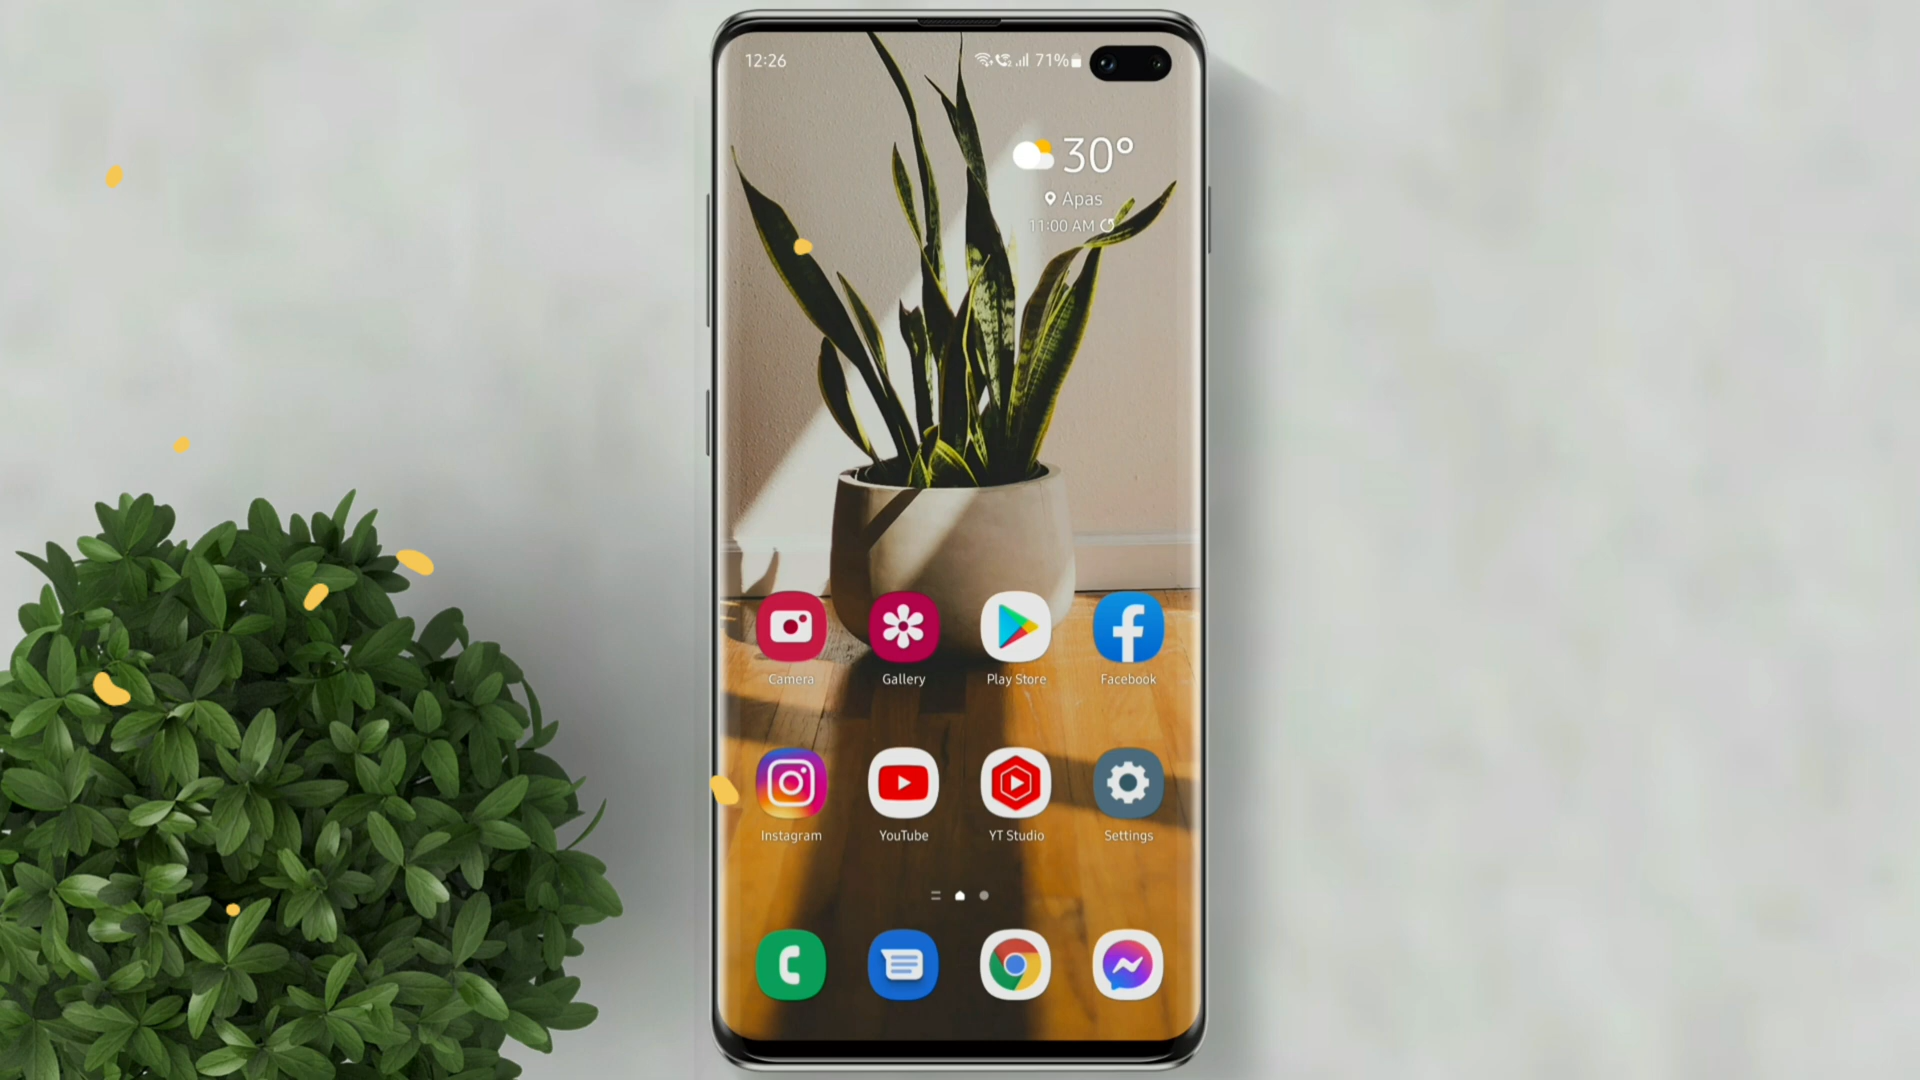 12:26
71%
30°
Apas
11:00 AM
Camera Gallery Play Store Facebook
Instagram YouTube YT Studio Settings